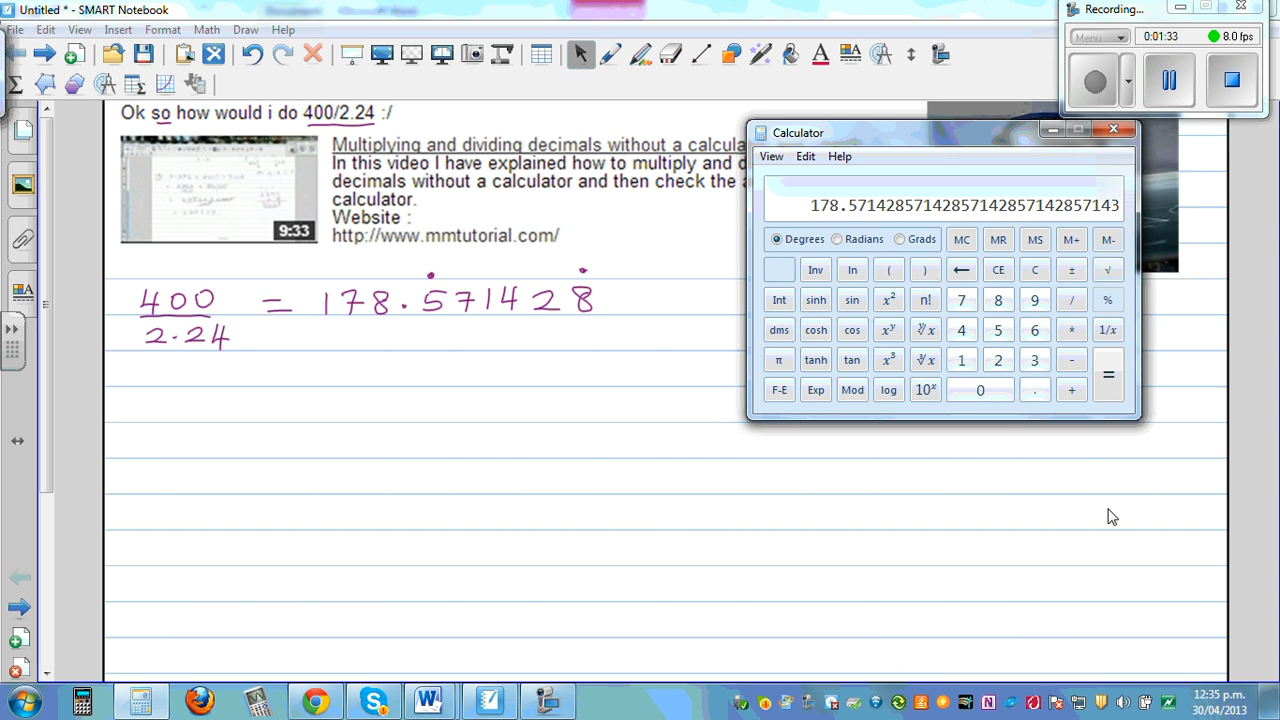 Untitled * - SMART Notebook
File Edit View Insert Format Math Draw Help
Recording...
Menu 0:01:33 8.0 fps
Ok so how would i do 400/2.24 :/
Multiplying and dividing decimals without a calcula
In this video I have explained how to multiply and d
decimals without a calculator and then check the a
calculator.
Website :
http://www.mmtutorial.com/
9:33
400 = 178.571428
2.24
Calculator
View Edit Help
178.57142857142857142857142857143
Degrees Radians Grads MC MR MS M+ M-
Inv ln ( ) ← CE C ± √
Int sinh sin x² n! 7 8 9 / %
dms cosh cos xʸ ʸ√x 4 5 6 * 1/x
π tanh tan x³ ³√x 1 2 3 - =
F-E Exp Mod log 10ˣ 0 . +
12:35 p.m.
30/04/2013